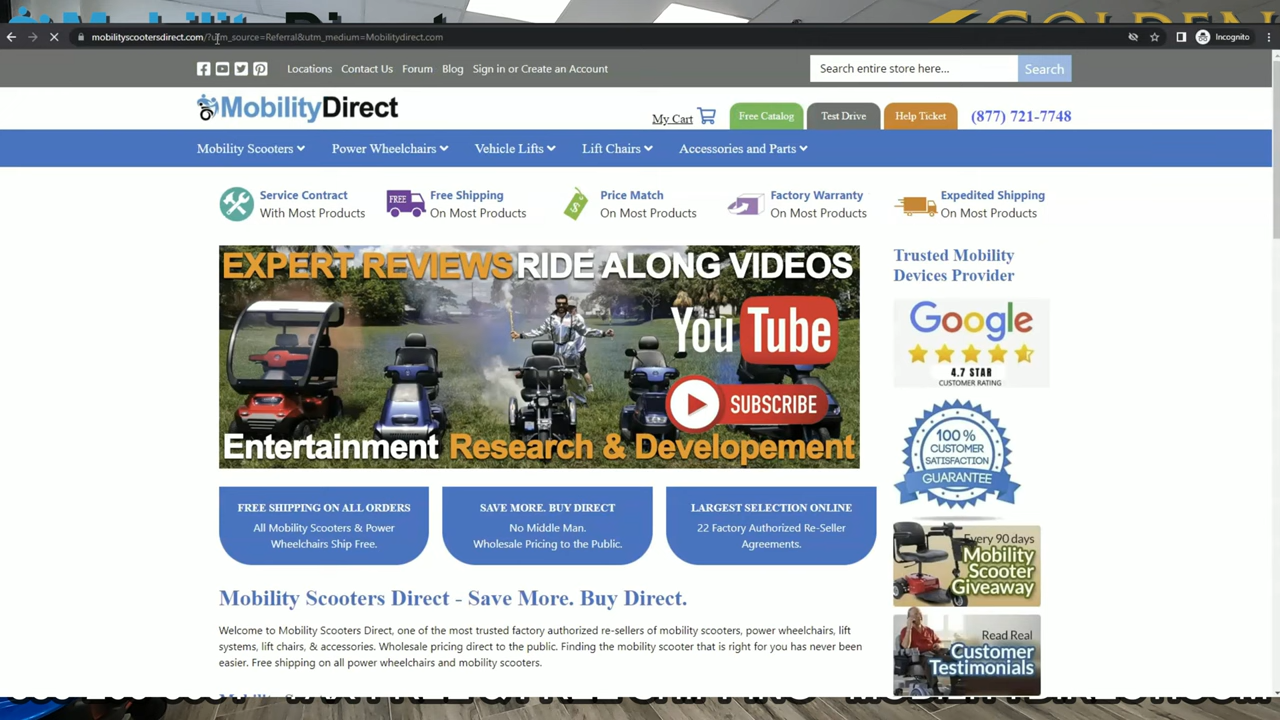 GOLDEN
mobilityscootersdirect.com/?utm_source=Referral&utm_medium=Mobilitydirect.com
Incognito
Locations Contact Us Forum Blog Sign in or Create an Account
Search entire store here... Search
MobilityDirect
My Cart Free Catalog Test Drive Help Ticket (877) 721-7748
Mobility Scooters Power Wheelchairs Vehicle Lifts Lift Chairs Accessories and Parts
Service Contract
With Most Products
FREE
Free Shipping
On Most Products
$
Price Match
On Most Products
Factory Warranty
On Most Products
Expedited Shipping
On Most Products
EXPERT REVIEWS RIDE ALONG VIDEOS
YouTube
SUBSCRIBE
Entertainment Research & Developement
Trusted Mobility
Devices Provider
Google
4.7 STAR
CUSTOMER RATING
100 %
CUSTOMER
SATISFACTION
GUARANTEE
Every 90 days
Mobility
Scooter
Giveaway
Read Real
Customer
Testimonials
FREE SHIPPING ON ALL ORDERS
All Mobility Scooters & Power
Wheelchairs Ship Free.
SAVE MORE. BUY DIRECT
No Middle Man.
Wholesale Pricing to the Public.
LARGEST SELECTION ONLINE
22 Factory Authorized Re-Seller
Agreements.
Mobility Scooters Direct - Save More. Buy Direct.
Welcome to Mobility Scooters Direct, one of the most trusted factory authorized re-sellers of mobility scooters, power wheelchairs, lift
systems, lift chairs, & accessories. Wholesale pricing direct to the public. Finding the mobility scooter that is right for you has never been
easier. Free shipping on all power wheelchairs and mobility scooters.